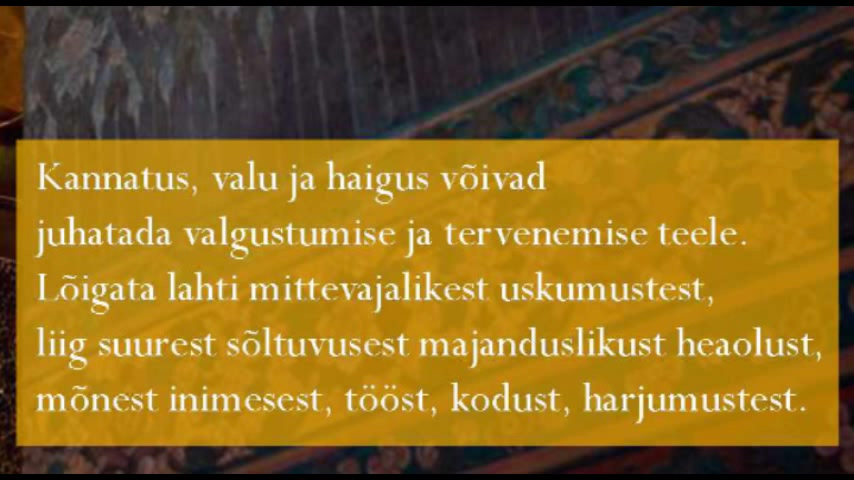 Kannatus, valu ja haigus võivad
juhatada valgustumise ja tervenemise teele.
Lõigata lahti mittevajalikest uskumustest,
liig suurest sõltuvusest majanduslikust heaolust,
mõnest inimesest, tööst, kodust, harjumustest.